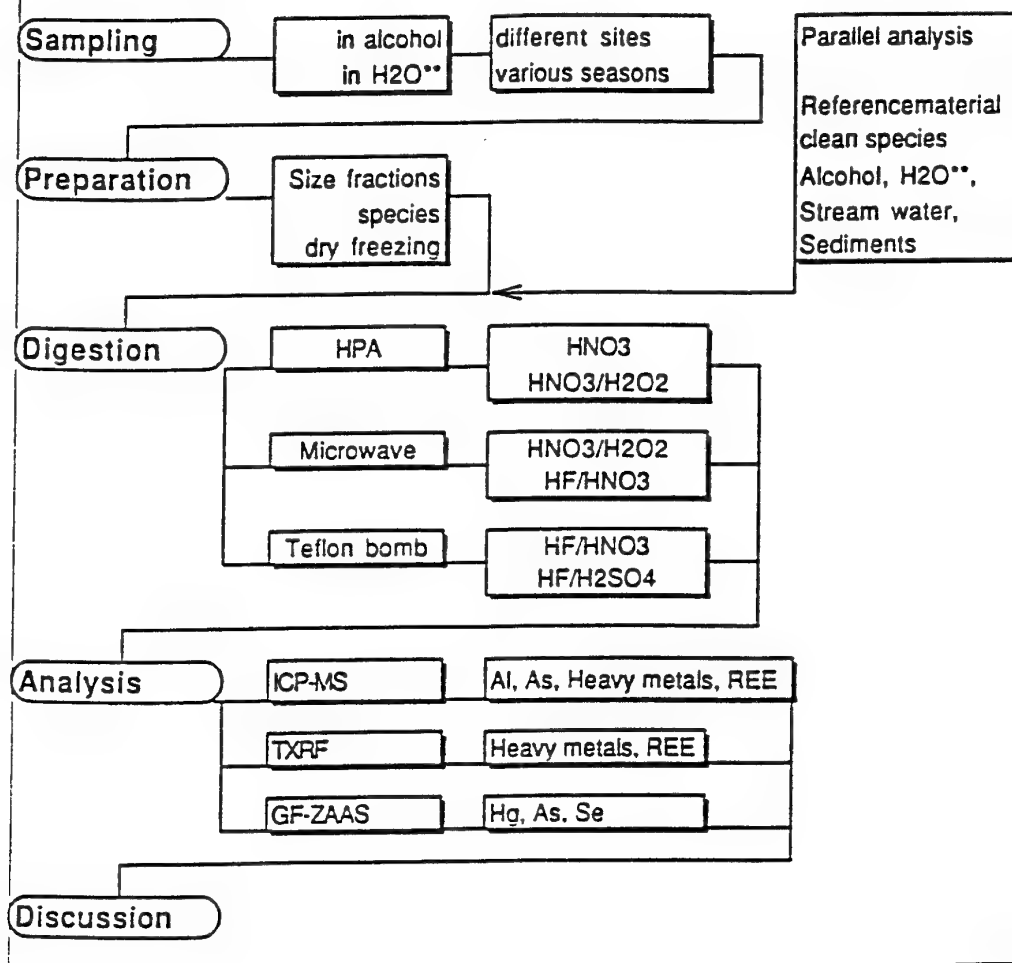 Sampling
in alcohol
in H2O**
different sites
various seasons
Parallel analysis
Referencematerial
clean species
Alcohol, H2O**,
Stream water,
Sediments
Preparation
Size fractions
species
dry freezing
Digestion
HPA
HNO3
HNO3/H2O2
Microwave
HNO3/H2O2
HF/HNO3
Teflon bomb
HF/HNO3
HF/H2SO4
Analysis
ICP-MS
Al, As, Heavy metals, REE
TXRF
Heavy metals, REE
GF-ZAAS
Hg, As, Se
Discussion